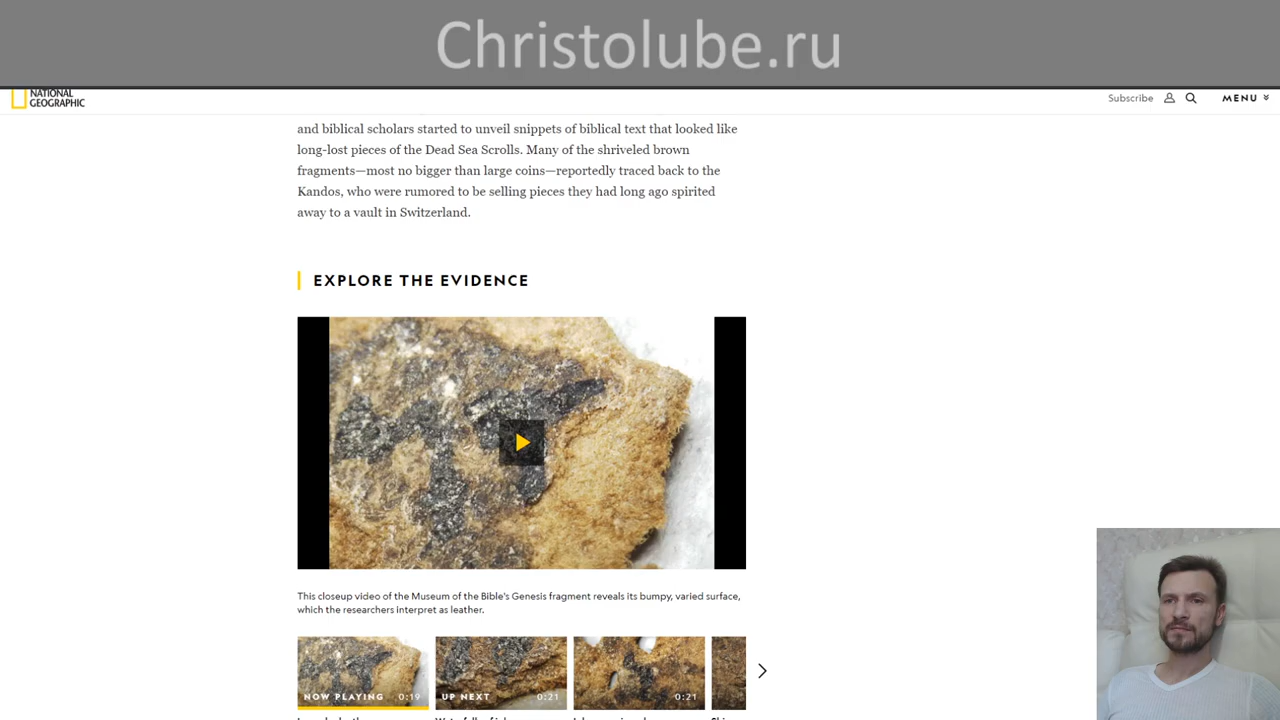 Christolube.ru
NATIONAL
GEOGRAPHIC
Subscribe
MENU
and biblical scholars started to unveil snippets of biblical text that looked like
long-lost pieces of the Dead Sea Scrolls. Many of the shriveled brown
fragments—most no bigger than large coins—reportedly traced back to the
Kandos, who were rumored to be selling pieces they had long ago spirited
away to a vault in Switzerland.
EXPLORE THE EVIDENCE
This closeup video of the Museum of the Bible's Genesis fragment reveals its bumpy, varied surface,
which the researchers interpret as leather.
NOW PLAYING 0:19
UP NEXT 0:21
0:21